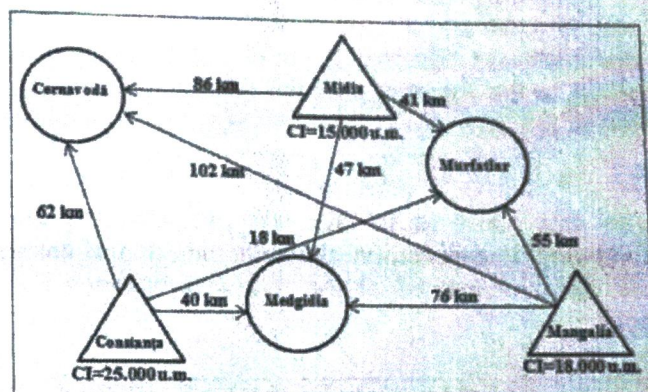 86 km
Midia
Cernavodă
41 km
CI=15.000 u.m.
102 km
47 km
Murfatlar
62 km
18 km
55 km
40 km
Medgidia
76 km
Constanța
Mangalia
CI=25.000 u.m.
CI=18.000 u.m.